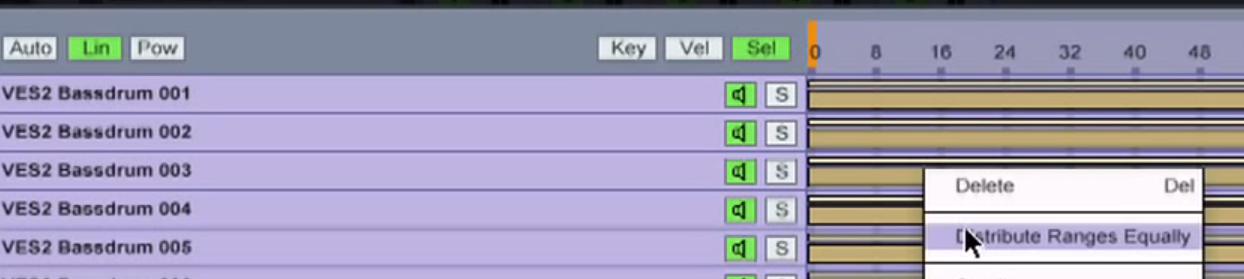 Auto Lin Pow Key Vel Sel 0 8 16 24 32 40 48
VES2 Bassdrum 001 S
VES2 Bassdrum 002 S
VES2 Bassdrum 003 S
Delete Del
VES2 Bassdrum 004 S
Distribute Ranges Equally
VES2 Bassdrum 005 S